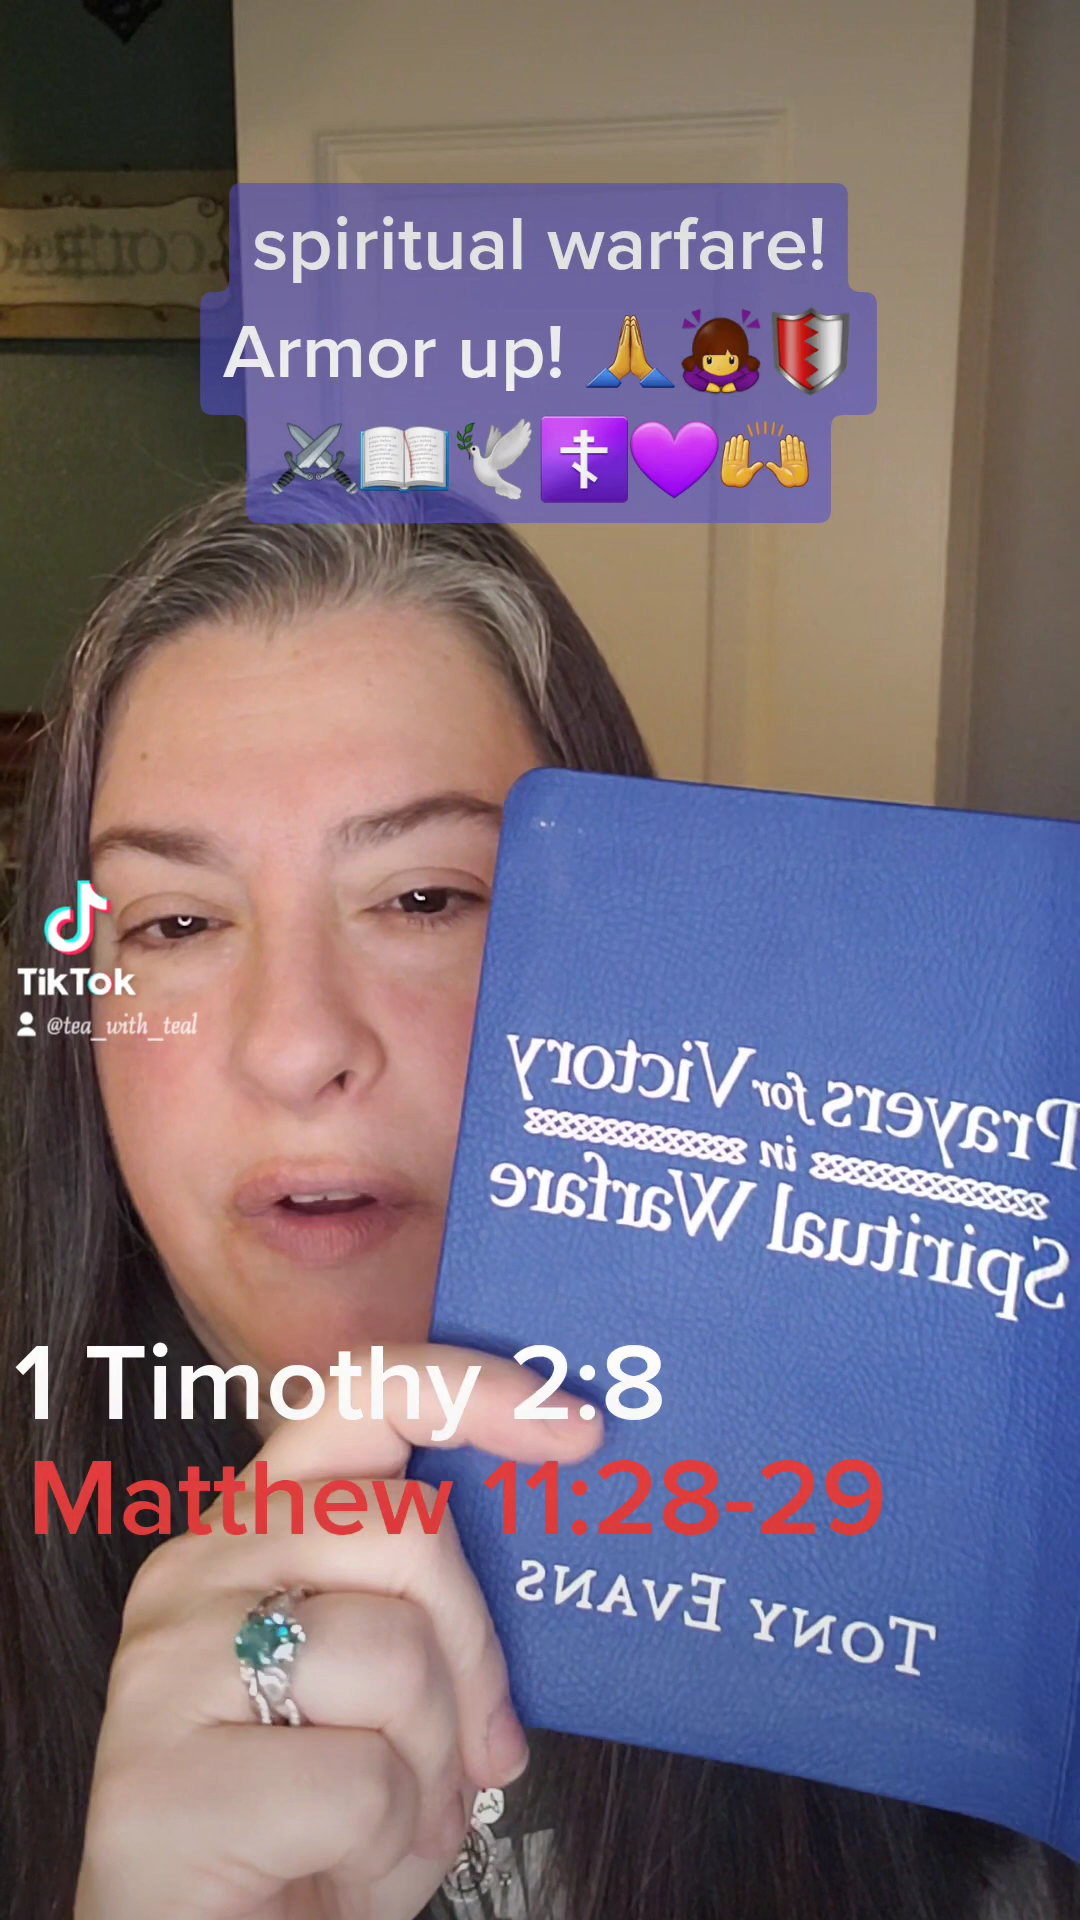 spiritual warfare!
Armor up! 🙏🙇‍♀️🛡️
⚔️📖🕊️☦️💜🙌
COURAG
TikTok
@tea_with_teal
Prayers for Victory
in
Spiritual Warfare
1 Timothy 2:8
Matthew 11:28-29
TONY EVANS